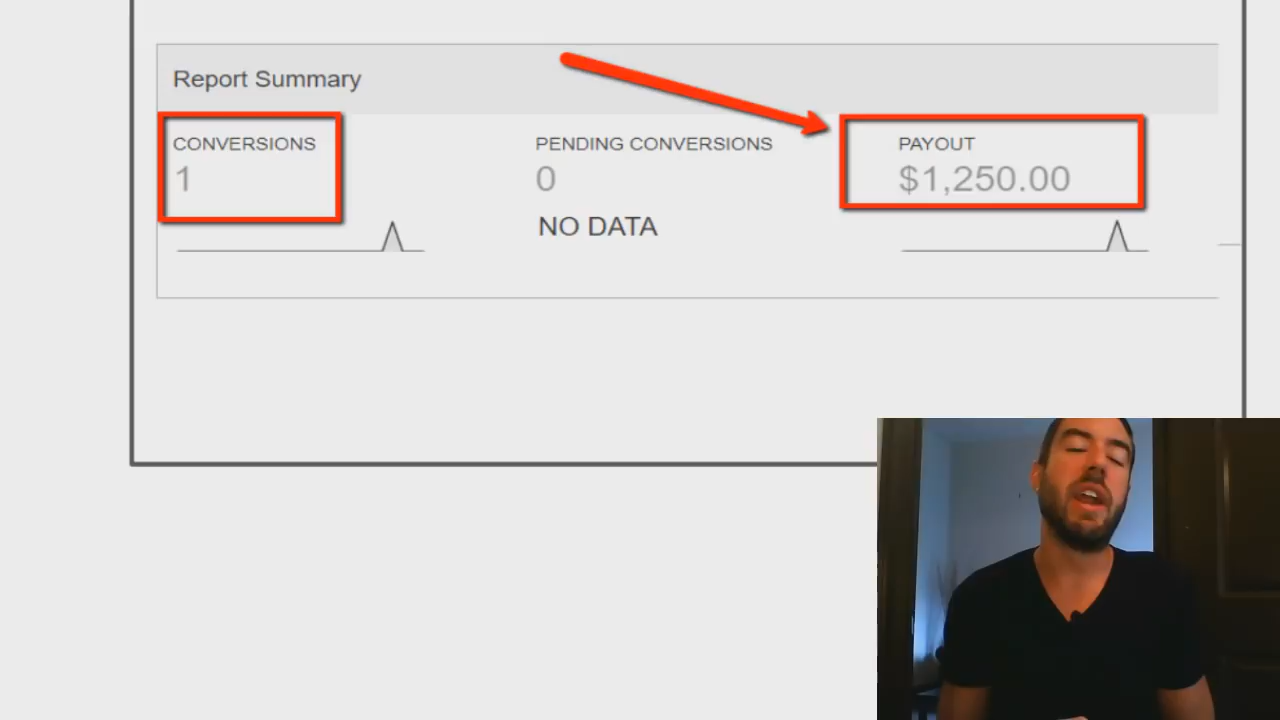 Report Summary
CONVERSIONS
1
PENDING CONVERSIONS
0
NO DATA
PAYOUT
$1,250.00